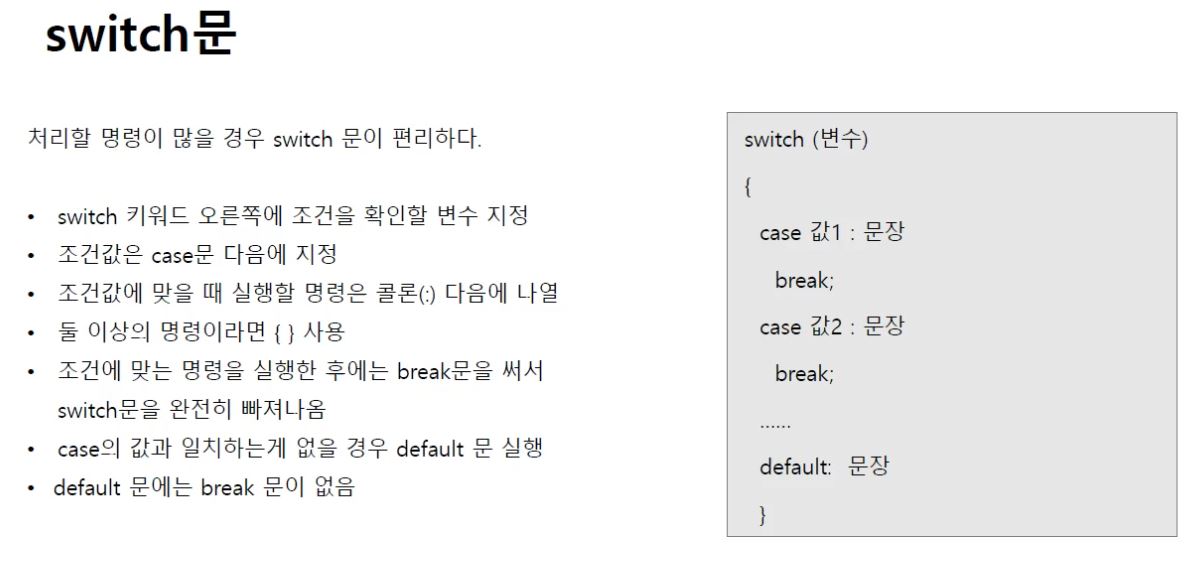 switch문
처리할 명령이 많을 경우 switch 문이 편리하다.
• switch 키워드 오른쪽에 조건을 확인할 변수 지정
• 조건값은 case문 다음에 지정
• 조건값에 맞을 때 실행할 명령은 콜론(:) 다음에 나열
• 둘 이상의 명령이라면 { } 사용
• 조건에 맞는 명령을 실행한 후에는 break문을 써서
switch문을 완전히 빠져나옴
• case의 값과 일치하는게 없을 경우 default 문 실행
• default 문에는 break 문이 없음
switch (변수)
{
case 값1 : 문장
break;
case 값2 : 문장
break;
......
default: 문장
}